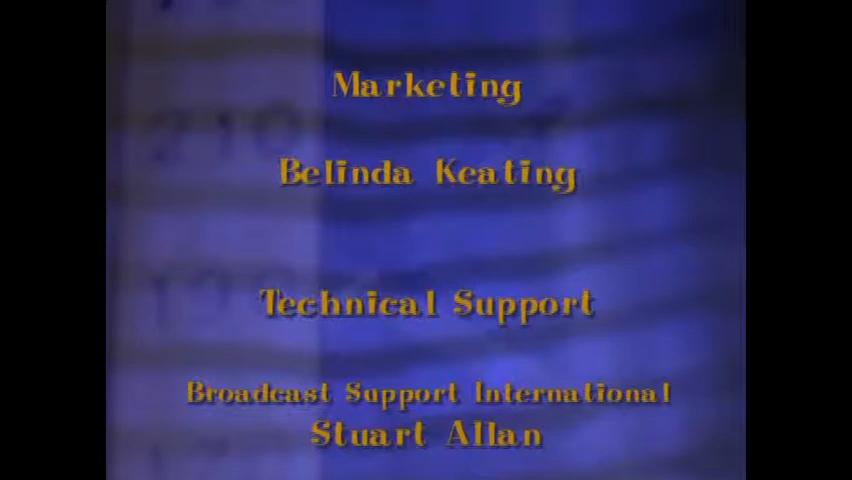 Marketing
Belinda Keating
Technical Support
Broadcast Support International
Stuart Allan